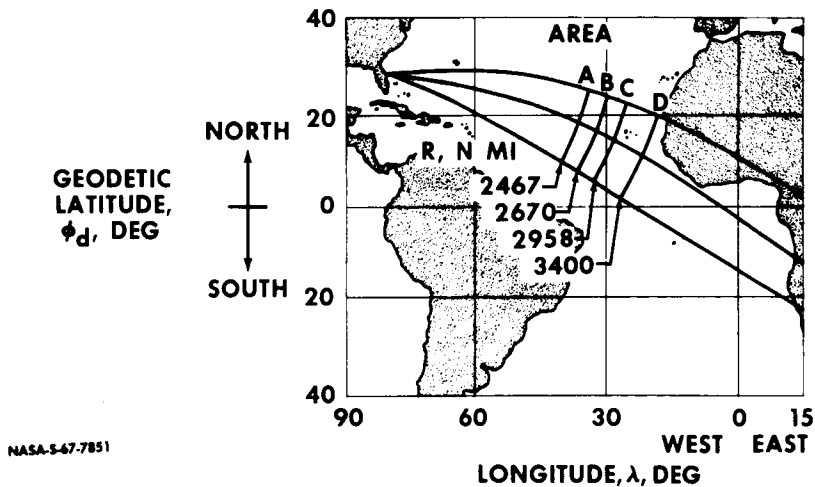 40
AREA
A
B
C
D
20
NORTH
R, N MI
2467
GEODETIC
LATITUDE,
ϕd, DEG
0
2670
2958
3400
SOUTH
20
40
90
60
30
0
15
WEST
EAST
LONGITUDE, λ, DEG
NASA-S-67-7851